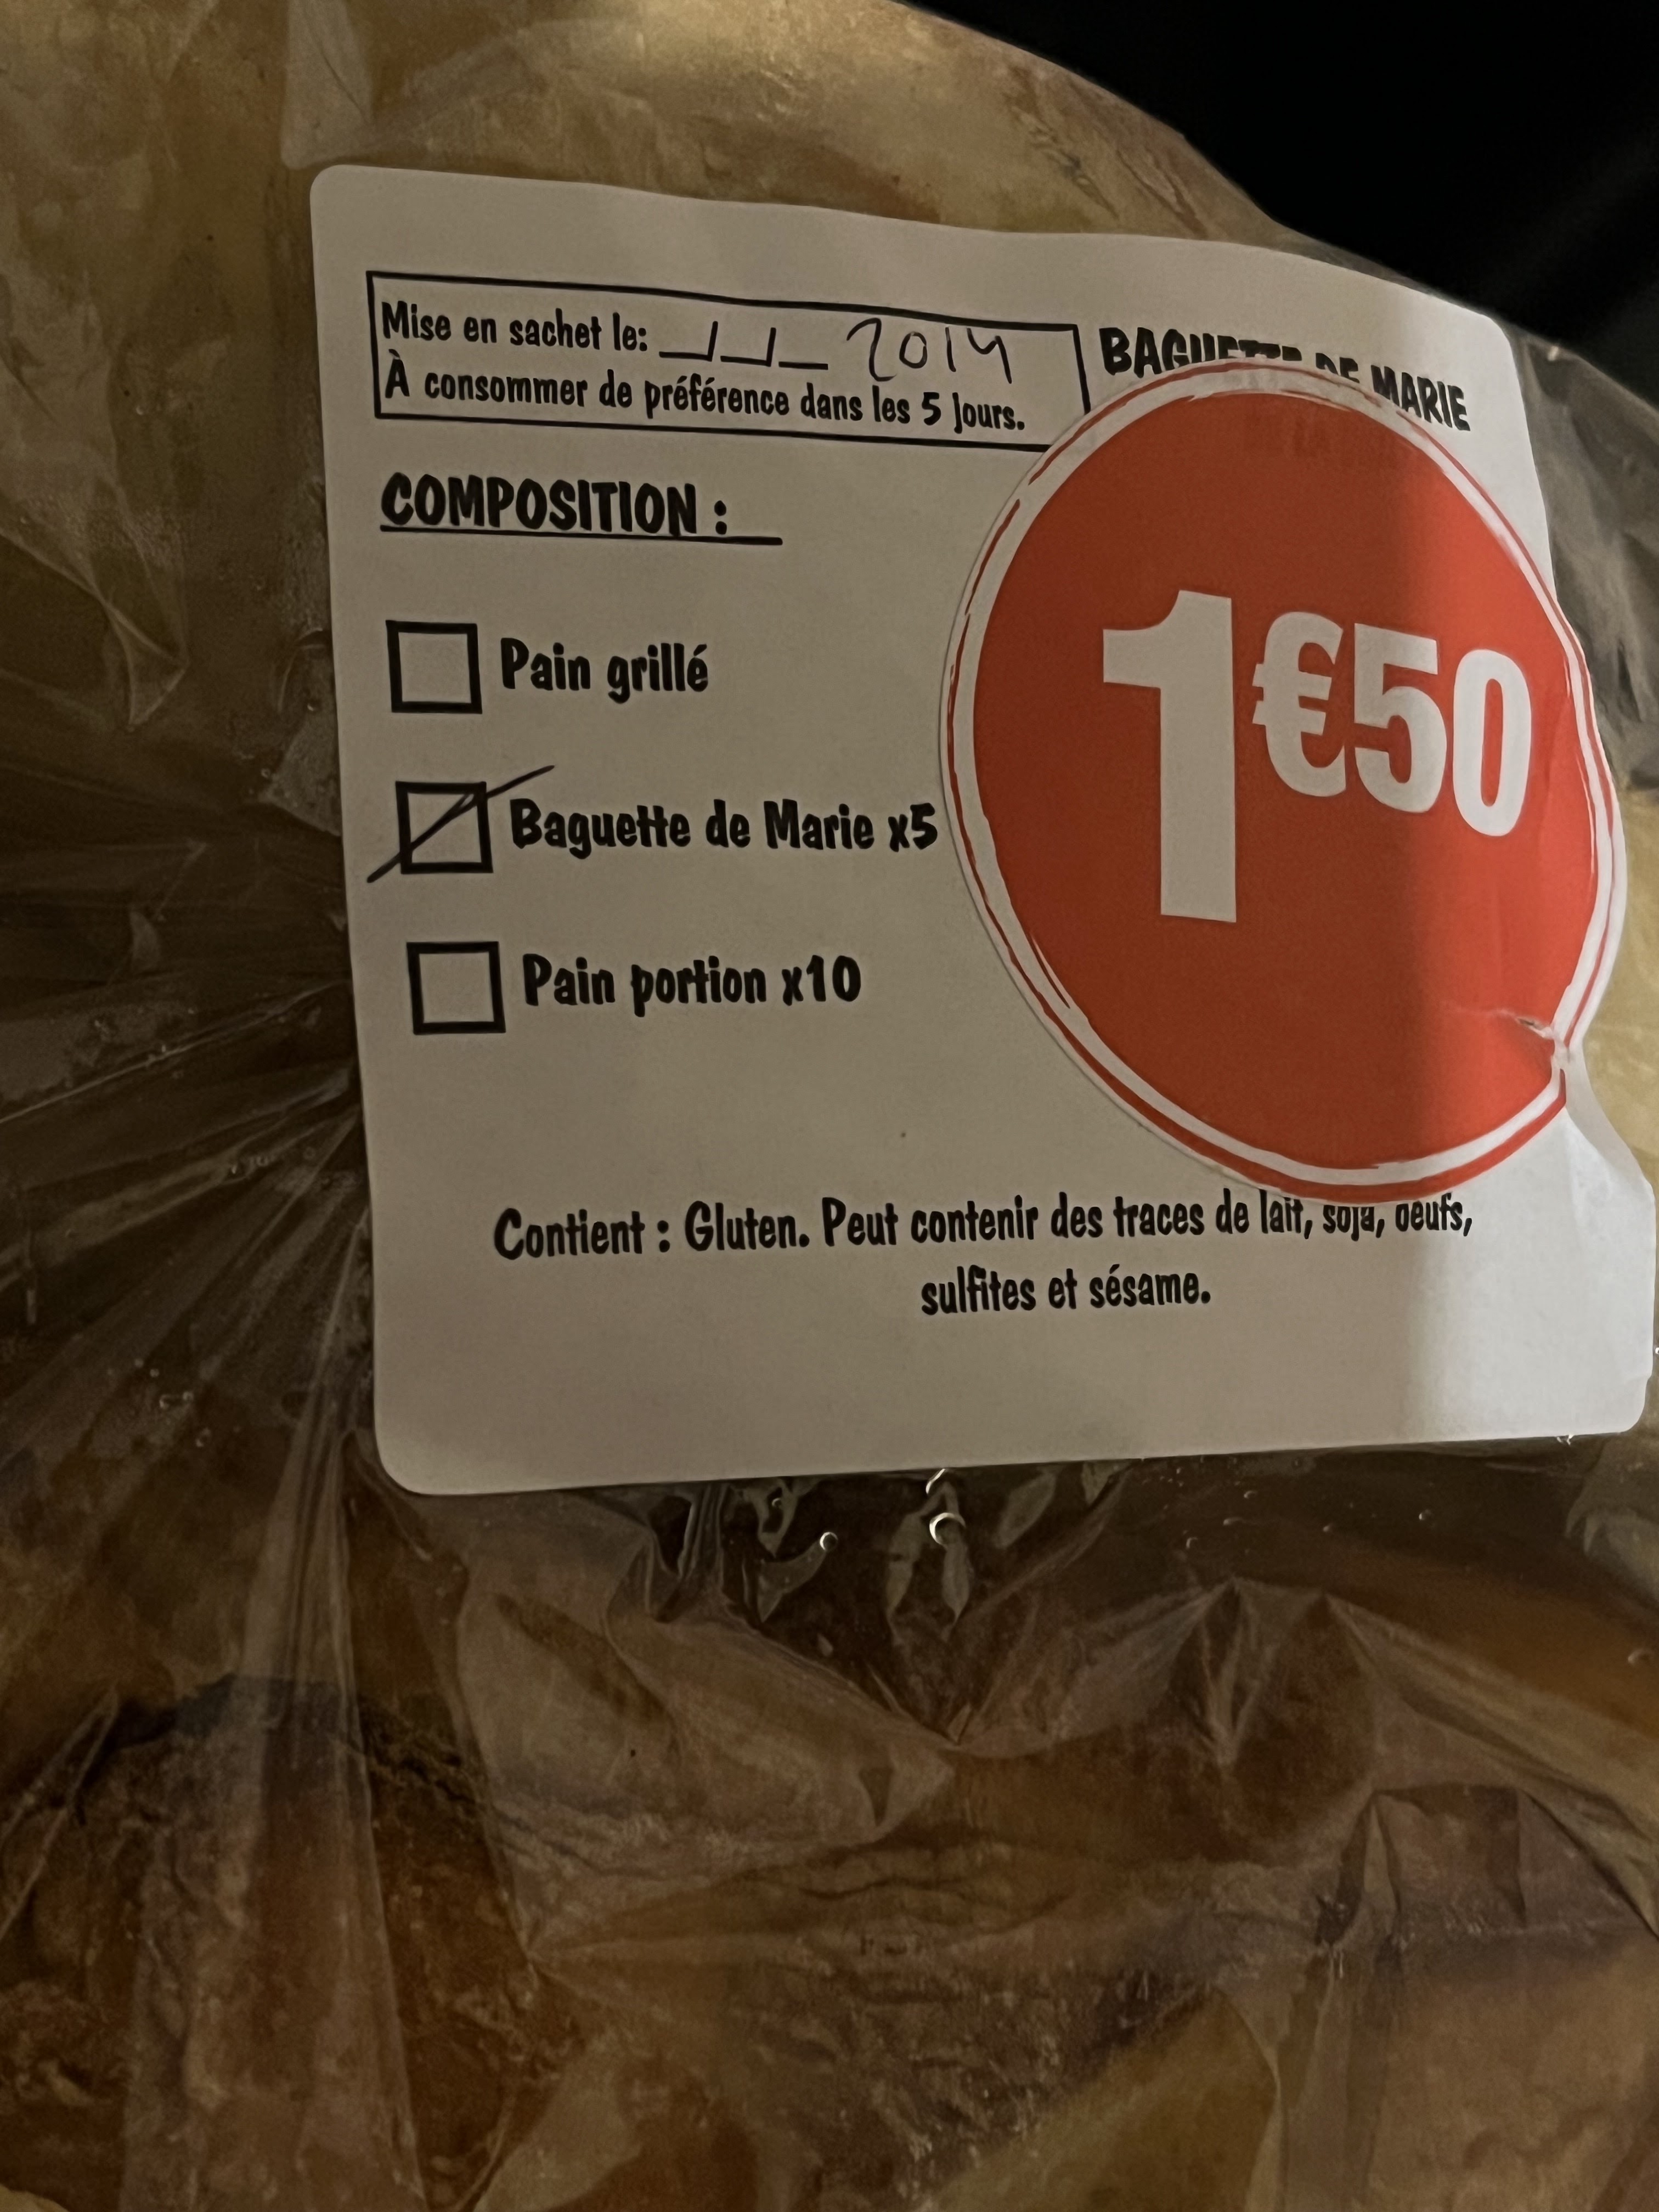 Mise en sachet le: _/_/_ 2014
À consommer de préférence dans les 5 Jours.
BAGUETTE DE MARIE
COMPOSITION :
Pain grillé
Baguette de Marie x5
Pain portion x10
1€50
Contient : Gluten. Peut contenir des traces de lait, soja, oeufs,
sulfites et sésame.